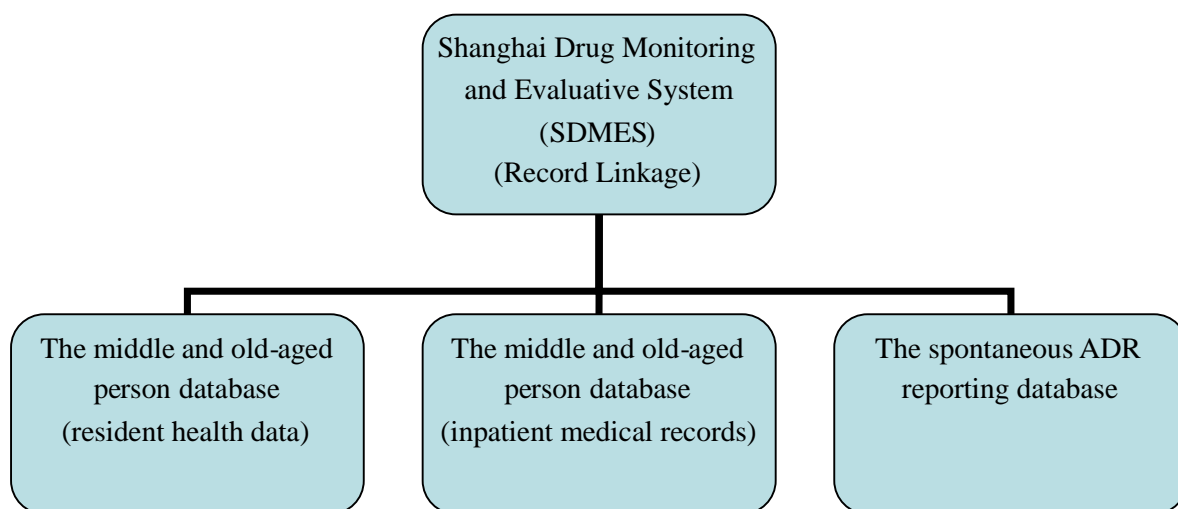 Shanghai Drug Monitoring
and Evaluative System
(SDMES)
(Record Linkage)
The middle and old-aged
person database
(resident health data)
The middle and old-aged
person database
(inpatient medical records)
The spontaneous ADR
reporting database